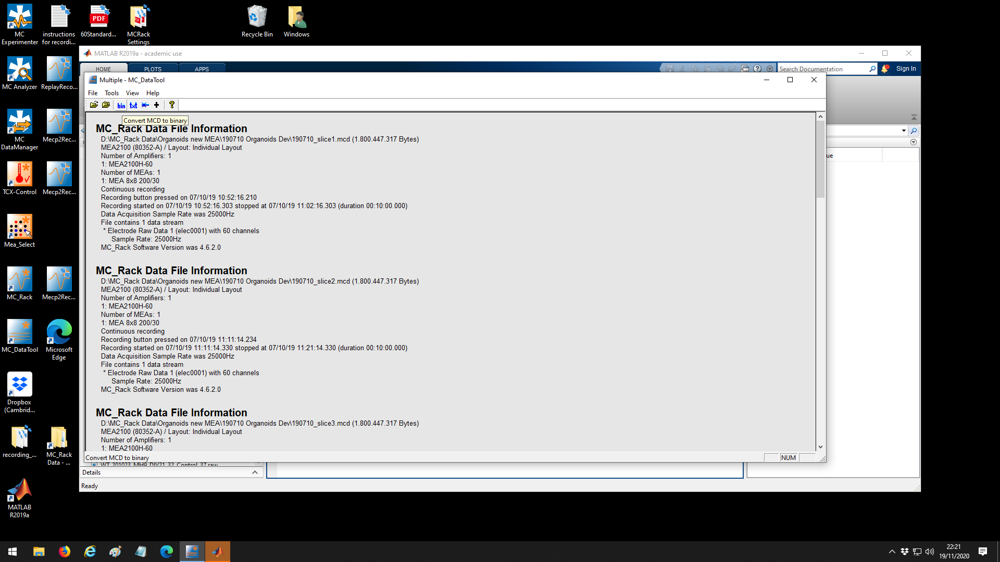 MC Experimenter
instructions for recordi...
60Standard...
MCRack Settings
Recycle Bin
Windows
MC Analyzer
ReplayReco...
MC DataManager
Mecp2Rec...
TCX-Control
Mecp2Rec...
Mea_Select
MC_Rack
Mecp2Rec...
MC_DataTool
Microsoft Edge
Dropbox (Cambrid...
recording_...
MC_Rack Data - ...
MATLAB R2019a
PDF
MATLAB R2019a - academic use
HOME
PLOTS
APPS
Search Documentation
Sign In
Multiple - MC_DataTool
File
Tools
View
Help
bin
txt
Convert MCD to binary
MC_Rack Data File Information
D:\MC_Rack Data\Organoids new MEA\190710 Organoids Dev\190710_slice1.mcd (1.800.447.317 Bytes)
MEA2100 (80352-A) / Layout: Individual Layout
Number of Amplifiers: 1
1: MEA2100H-60
Number of MEAs: 1
1: MEA 8x8 200/30
Continuous recording
Recording button pressed on 07/10/19 10:52:16.210
Recording started on 07/10/19 10:52:16.303 stopped at 07/10/19 11:02:16.303 (duration 00:10:00.000)
Data Acquisition Sample Rate was 25000Hz
File contains 1 data stream
* Electrode Raw Data 1 (elec0001) with 60 channels
Sample Rate: 25000Hz
MC_Rack Software Version was 4.6.2.0
MC_Rack Data File Information
D:\MC_Rack Data\Organoids new MEA\190710 Organoids Dev\190710_slice2.mcd (1.800.447.317 Bytes)
MEA2100 (80352-A) / Layout: Individual Layout
Number of Amplifiers: 1
1: MEA2100H-60
Number of MEAs: 1
1: MEA 8x8 200/30
Continuous recording
Recording button pressed on 07/10/19 11:11:14.234
Recording started on 07/10/19 11:11:14.330 stopped at 07/10/19 11:21:14.330 (duration 00:10:00.000)
Data Acquisition Sample Rate was 25000Hz
File contains 1 data stream
* Electrode Raw Data 1 (elec0001) with 60 channels
Sample Rate: 25000Hz
MC_Rack Software Version was 4.6.2.0
MC_Rack Data File Information
D:\MC_Rack Data\Organoids new MEA\190710 Organoids Dev\190710_slice3.mcd (1.800.447.317 Bytes)
MEA2100 (80352-A) / Layout: Individual Layout
Number of Amplifiers: 1
1: MEA2100H-60
Convert MCD to binary
NUM
ue
WT_201023_MH9_DIV21_32_Control_37.raw
Details
Ready
22:21
19/11/2020